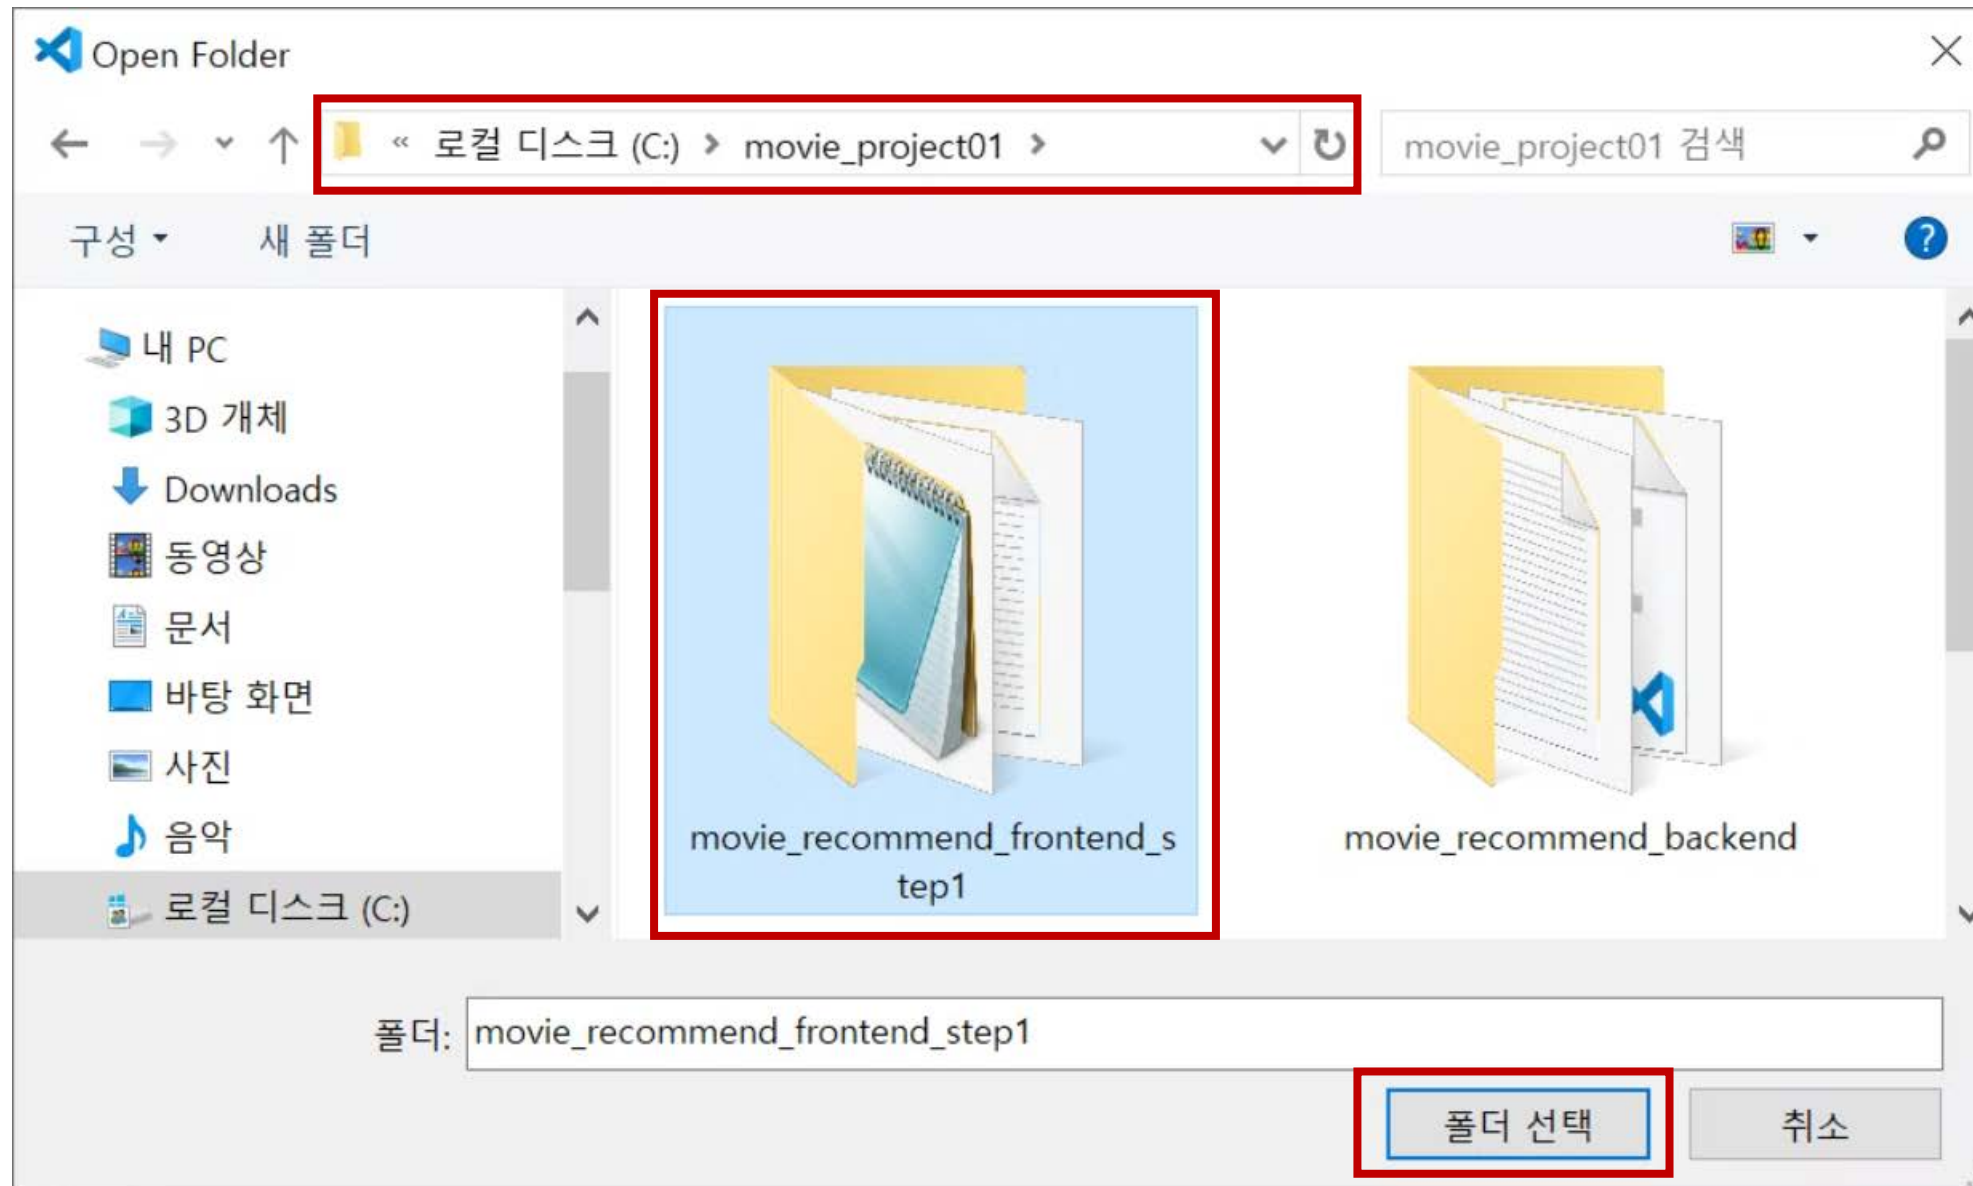 Open Folder
« 로컬 디스크 (C:) > movie_project01 >
movie_project01 검색
구성 새 폴더
내 PC
3D 개체
Downloads
동영상
문서
바탕 화면
사진
음악
로컬 디스크 (C:)
movie_recommend_frontend_s
tep1
movie_recommend_backend
폴더: movie_recommend_frontend_step1
폴더 선택 취소